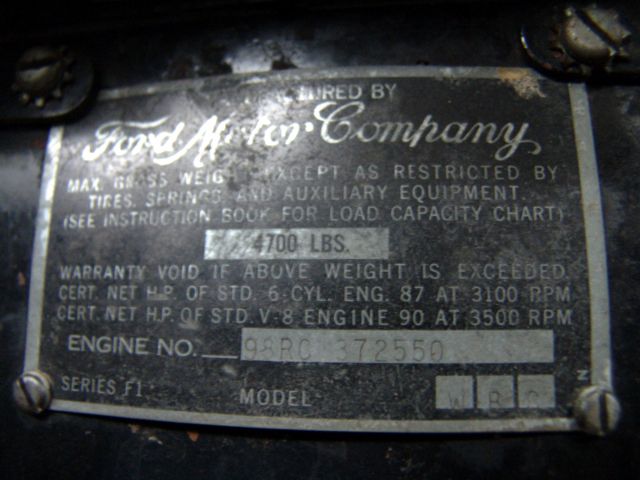 URED BY
Ford Motor Company
MAX. GROSS WEIGHT EXCEPT AS RESTRICTED BY
TIRES, SPRINGS, AND AUXILIARY EQUIPMENT.
(SEE INSTRUCTION BOOK FOR LOAD CAPACITY CHART)
4700 LBS.
WARRANTY VOID IF ABOVE WEIGHT IS EXCEEDED.
CERT. NET H.P. OF STD. 6-CYL. ENG. 87 AT 3100 RPM
CERT. NET H.P. OF STD. V-8 ENGINE 90 AT 3500 RPM
ENGINE NO. 98RC 372550
SERIES F1 MODEL